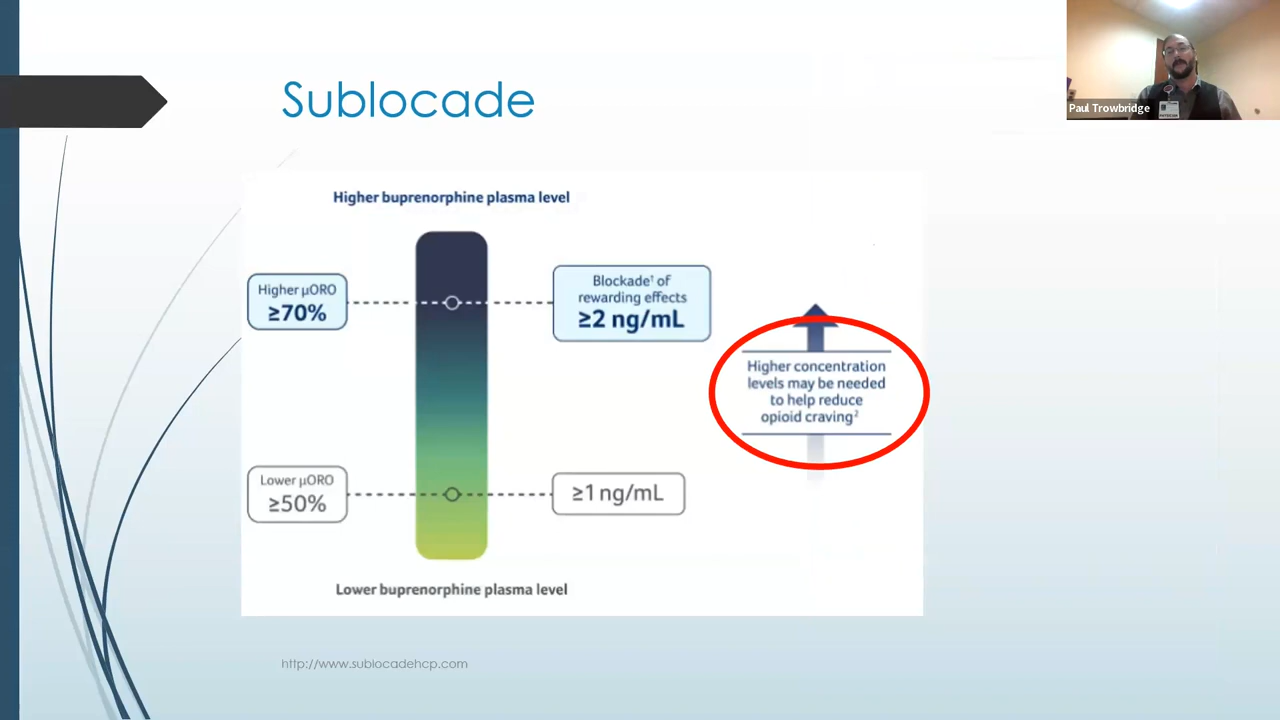 Sublocade
Paul Trowbridge
Higher buprenorphine plasma level
Higher µORO
≥70%
Blockade† of
rewarding effects
≥2 ng/mL
Higher concentration
levels may be needed
to help reduce
opioid craving²
Lower µORO
≥50%
≥1 ng/mL
Lower buprenorphine plasma level
http://www.sublocadehcp.com